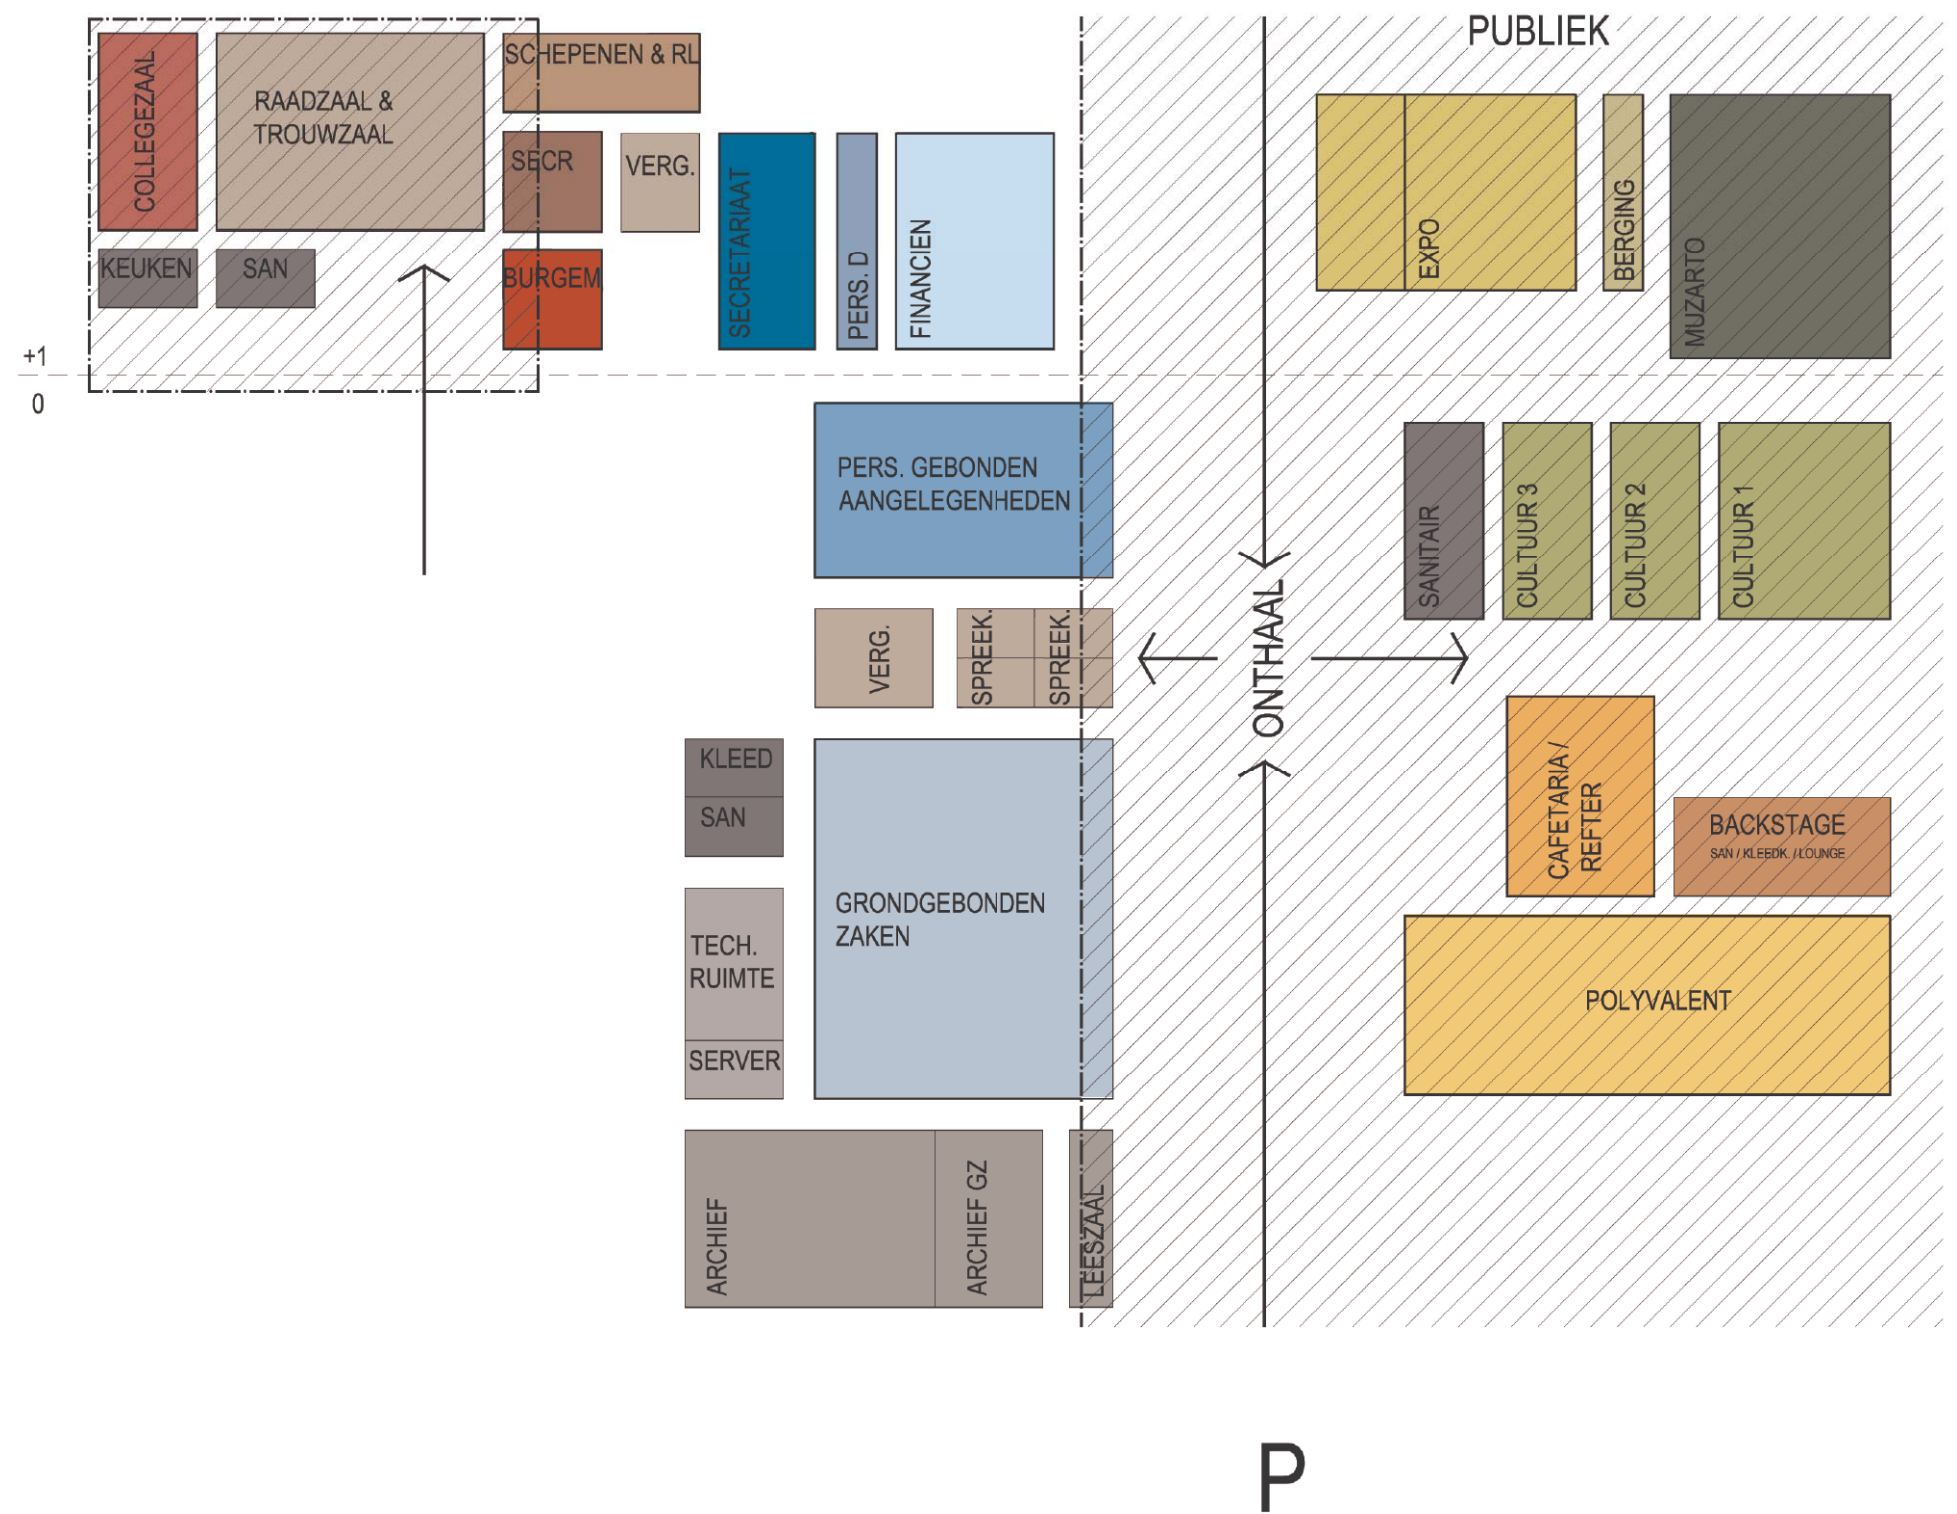 PUBLIEK
COLLEGEZAAL
RAADZAAL &
TROUWZAAL
SCHEPENEN & RL
SECR
VERG.
KEUKEN
SAN
BURGEM
SECRETARIAAT
PERS. D
FINANCIEN
EXPO
BERGING
MUZARTO
+1
0
PERS. GEBONDEN
AANGELEGENHEDEN
SANITAIR
CULTUUR 3
CULTUUR 2
CULTUUR 1
VERG.
SPREEK.
SPREEK.
ONTHAAL
KLEED
SAN
GRONDGEBONDEN
ZAKEN
TECH.
RUIMTE
SERVER
CAFETARIA /
REFTER
BACKSTAGE
SAN / KLEEDK. / LOUNGE
POLYVALENT
ARCHIEF
ARCHIEF GZ
LEESZAAL
P